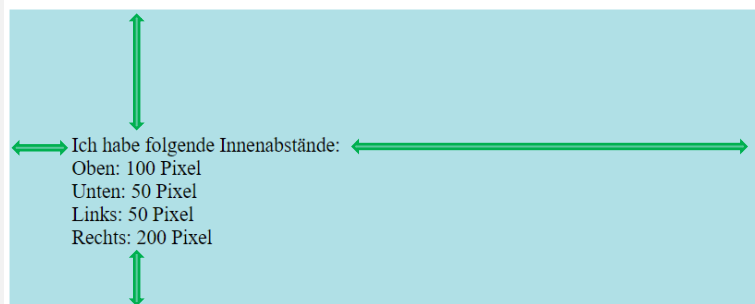 Ich habe folgende Innenabstände:
Oben: 100 Pixel
Unten: 50 Pixel
Links: 50 Pixel
Rechts: 200 Pixel